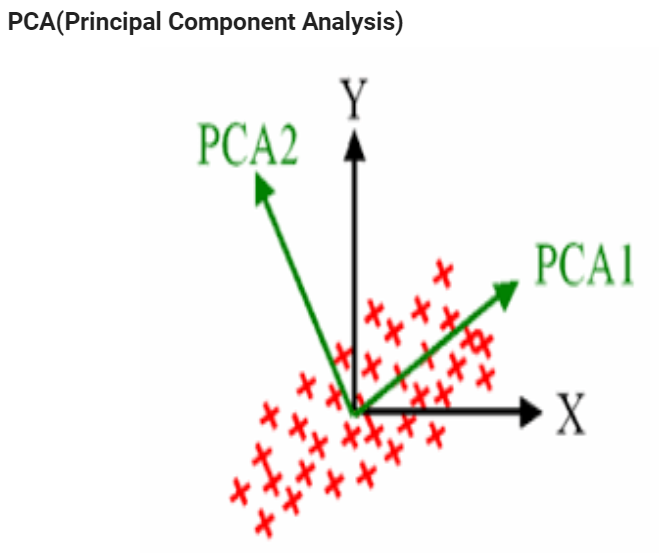 PCA(Principal Component Analysis)
Y
PCA2
PCA1
X